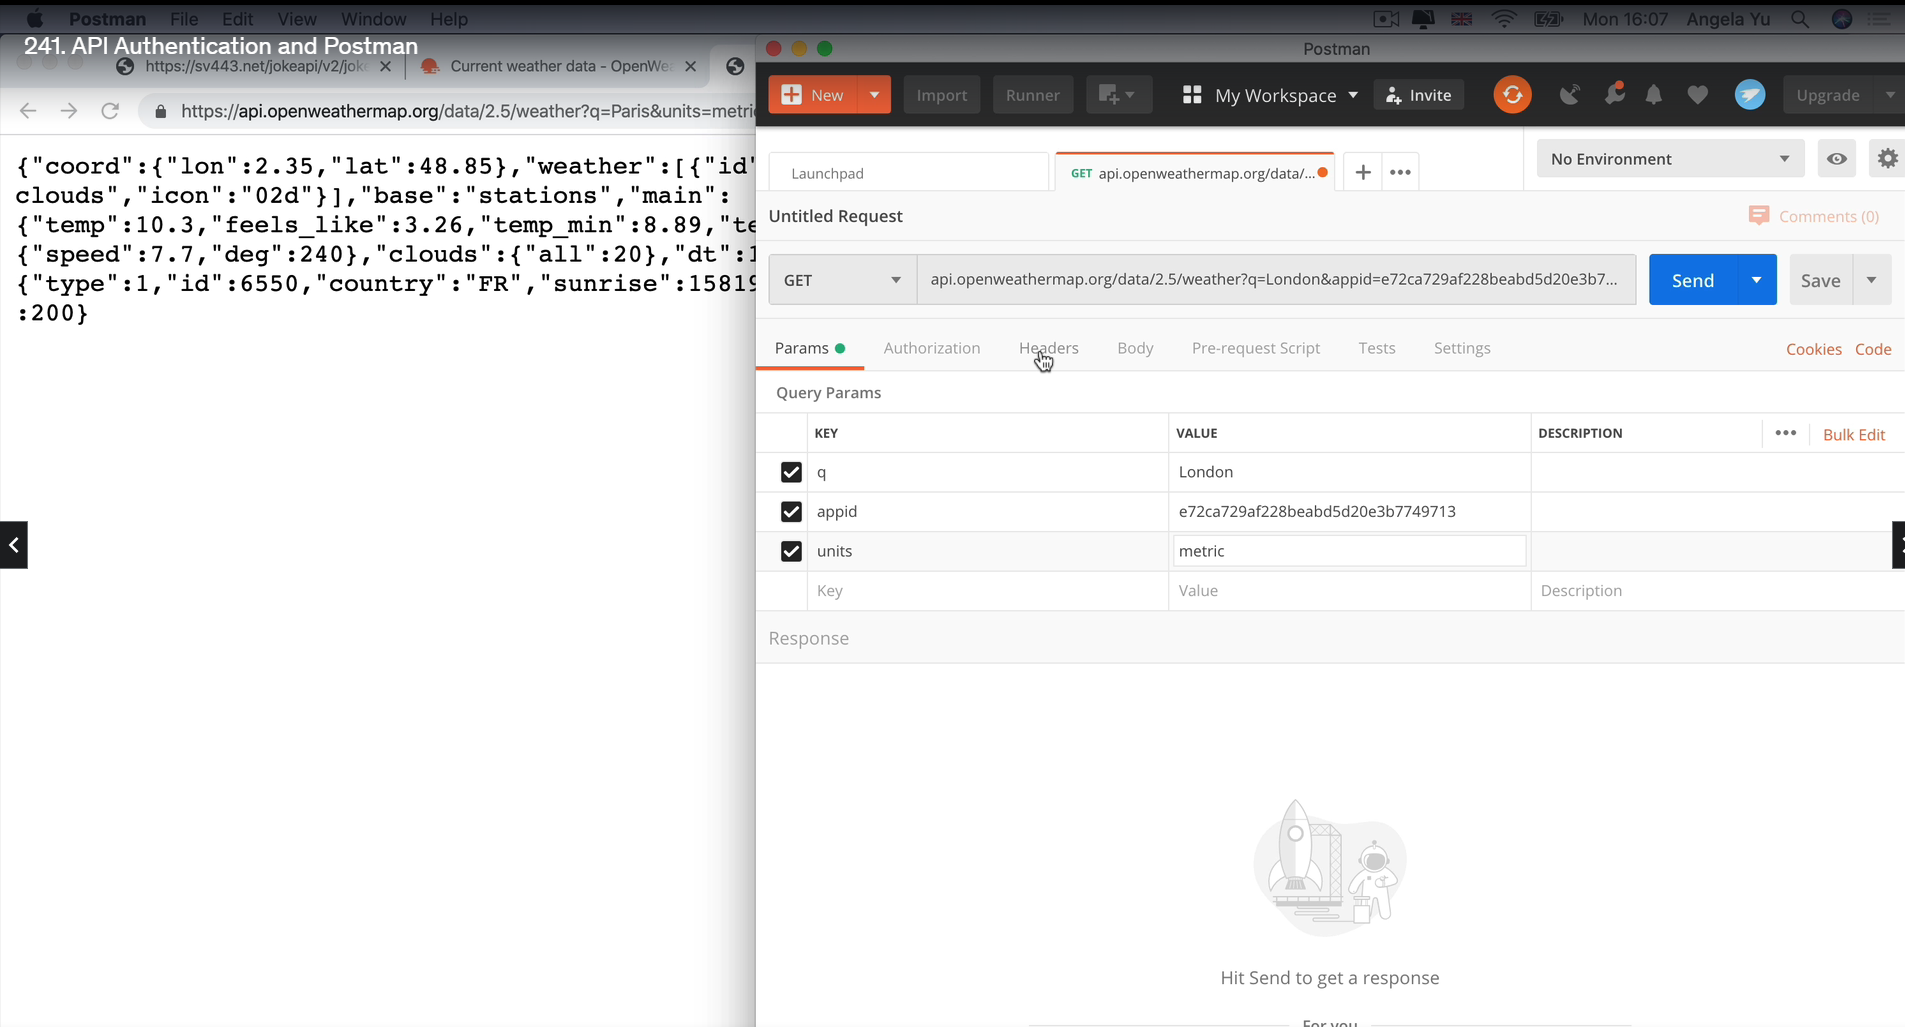 Postman File Edit View Window Help
Mon 16:07 Angela Yu
241. API Authentication and Postman
https://sv443.net/jokeapi/v2/jok
Current weather data - OpenWe
https://api.openweathermap.org/data/2.5/weather?q=Paris&units=metri
{"coord":{"lon":2.35,"lat":48.85},"weather":[{"id"
clouds","icon":"02d"}],"base":"stations","main":
{"temp":10.3,"feels_like":3.26,"temp_min":8.89,"te
{"speed":7.7,"deg":240},"clouds":{"all":20},"dt":1
{"type":1,"id":6550,"country":"FR","sunrise":15819
:200}
Postman
New Import Runner My Workspace Invite Upgrade
Launchpad
GET api.openweathermap.org/data/...
No Environment
Untitled Request
Comments (0)
GET api.openweathermap.org/data/2.5/weather?q=London&appid=e72ca729af228beabd5d20e3b7... Send Save
Params Authorization Headers Body Pre-request Script Tests Settings Cookies Code
Query Params
KEY VALUE DESCRIPTION ••• Bulk Edit
q London
appid e72ca729af228beabd5d20e3b7749713
units metric
Key Value Description
Response
Hit Send to get a response
For you